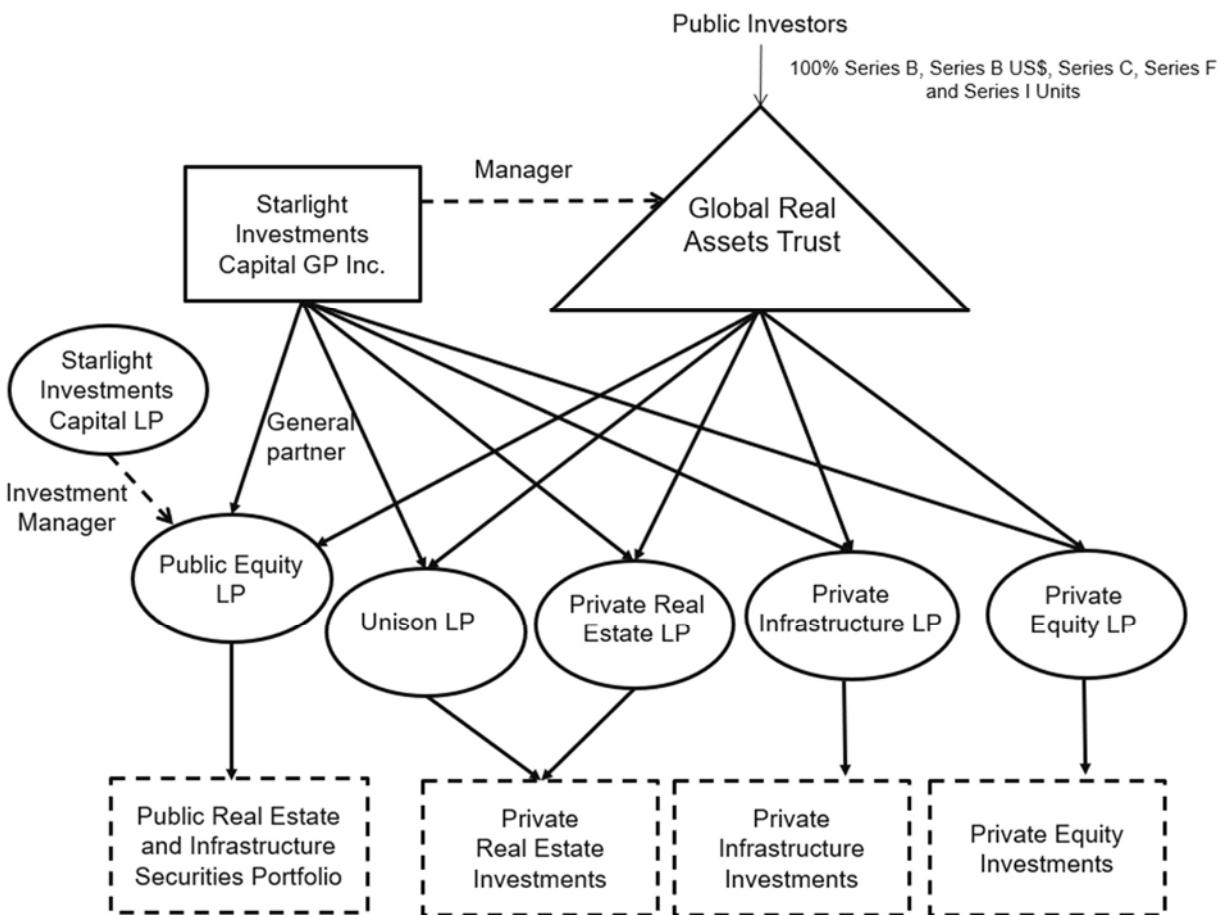 Public Investors
100% Series B, Series B US$, Series C, Series F
and Series I Units
Manager
Starlight
Investments
Capital GP Inc.
Global Real
Assets Trust
Starlight
Investments
Capital LP
General
partner
Investment
Manager
Public Equity
LP
Unison LP
Private Real
Estate LP
Private
Infrastructure LP
Private
Equity LP
Public Real Estate
and Infrastructure
Securities Portfolio
Private
Real Estate
Investments
Private
Infrastructure
Investments
Private Equity
Investments